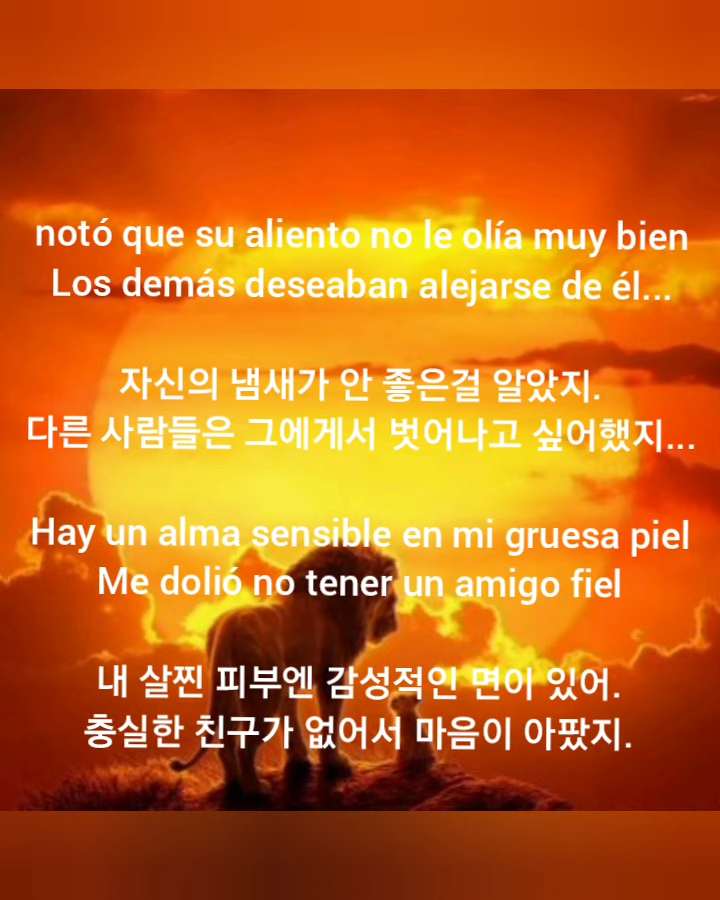 notó que su aliento no le olía muy bien
Los demás deseaban alejarse de él...
자신의 냄새가 안 좋은걸 알았지.
다른 사람들은 그에게서 벗어나고 싶어했지...
Hay un alma sensible en mi gruesa piel
Me dolió no tener un amigo fiel
내 살찐 피부엔 감성적인 면이 있어.
충실한 친구가 없어서 마음이 아팠지.